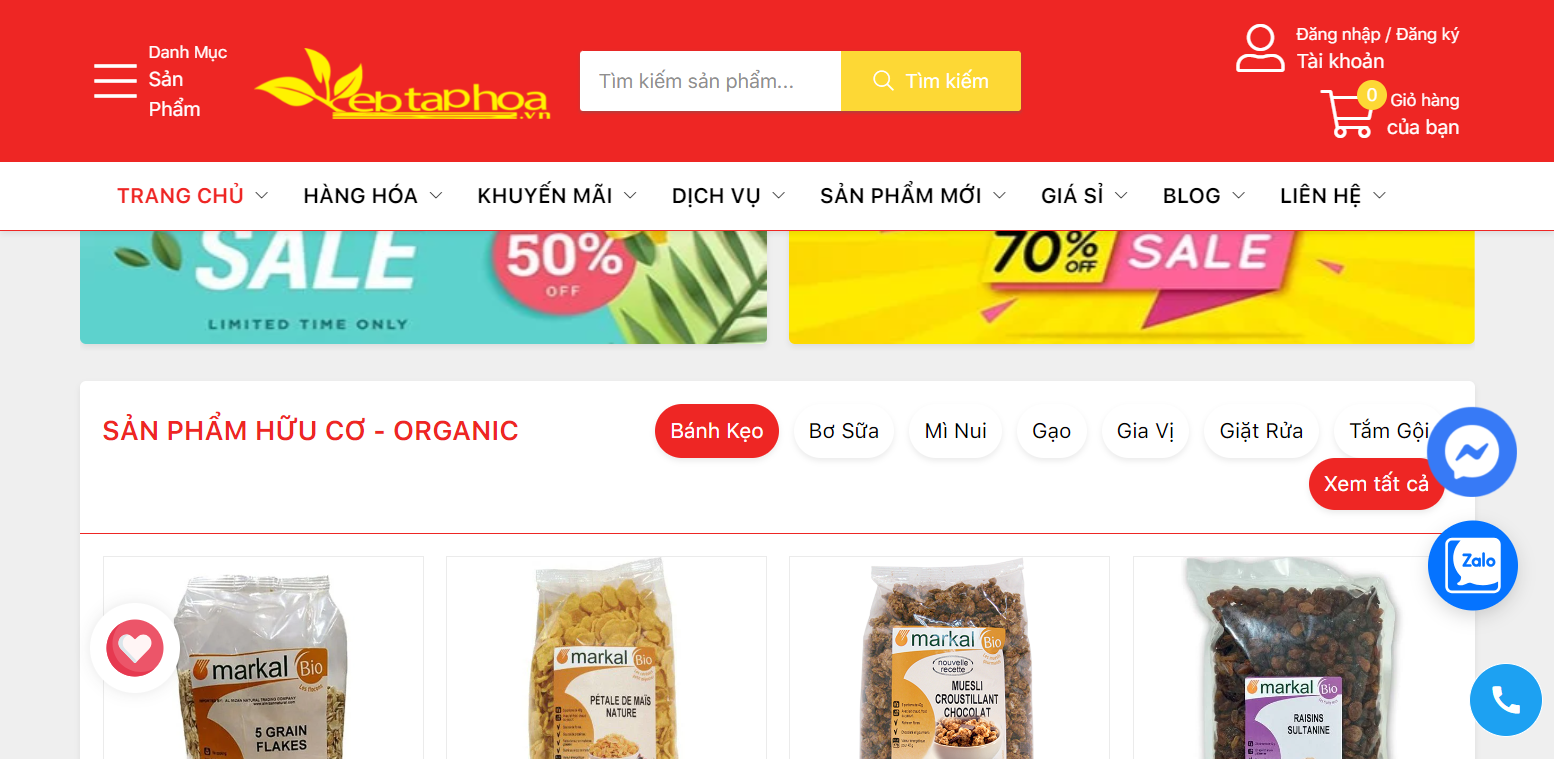 Danh Mục
Sản
Phẩm
eptaphoa
.vn
Tìm kiếm sản phẩm...
Tìm kiếm
Đăng nhập / Đăng ký
Tài khoản
0
Giỏ hàng
của bạn
TRANG CHỦ
HÀNG HÓA
KHUYẾN MÃI
DỊCH VỤ
SẢN PHẨM MỚI
GIÁ SỈ
BLOG
LIÊN HỆ
SALE
50%
OFF
LIMITED TIME ONLY
70%
OFF
SALE
SẢN PHẨM HỮU CƠ - ORGANIC
Bánh Kẹo
Bơ Sữa
Mì Nui
Gạo
Gia Vị
Giặt Rửa
Tắm Gội
Xem tất cả
Zalo
markal Bio
5 GRAIN
FLAKES
markal Bio
PÉTALE DE MAÏS
NATURE
markal Bio
nouvelle
recette
MUESLI
CROUSTILLANT
CHOCOLAT
markal Bio
RAISINS
SULTANINE